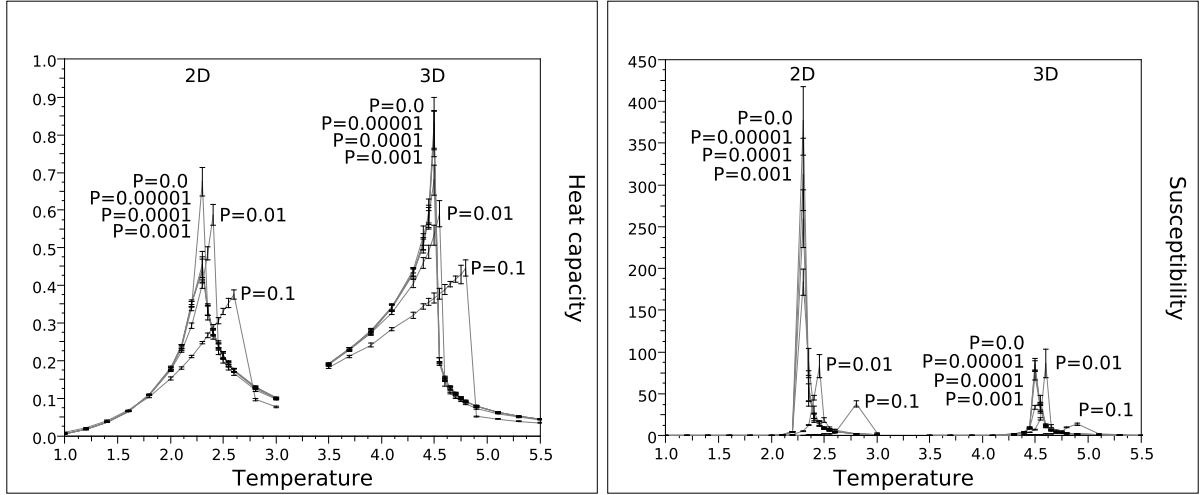 2D
3D
P=0.0
P=0.00001
P=0.0001
P=0.001
P=0.01
P=0.1
P=0.0
P=0.00001
P=0.0001
P=0.001
P=0.01
P=0.1
1.0
0.9
0.8
0.7
0.6
0.5
0.4
0.3
0.2
0.1
0.0
1.0 1.5 2.0 2.5 3.0 3.5 4.0 4.5 5.0 5.5
Temperature
Heat capacity
2D
3D
P=0.0
P=0.00001
P=0.0001
P=0.001
P=0.01
P=0.1
P=0.0
P=0.00001
P=0.0001
P=0.001
P=0.01
P=0.1
450
400
350
300
250
200
150
100
50
0
1.0 1.5 2.0 2.5 3.0 3.5 4.0 4.5 5.0 5.5
Temperature
Susceptibility